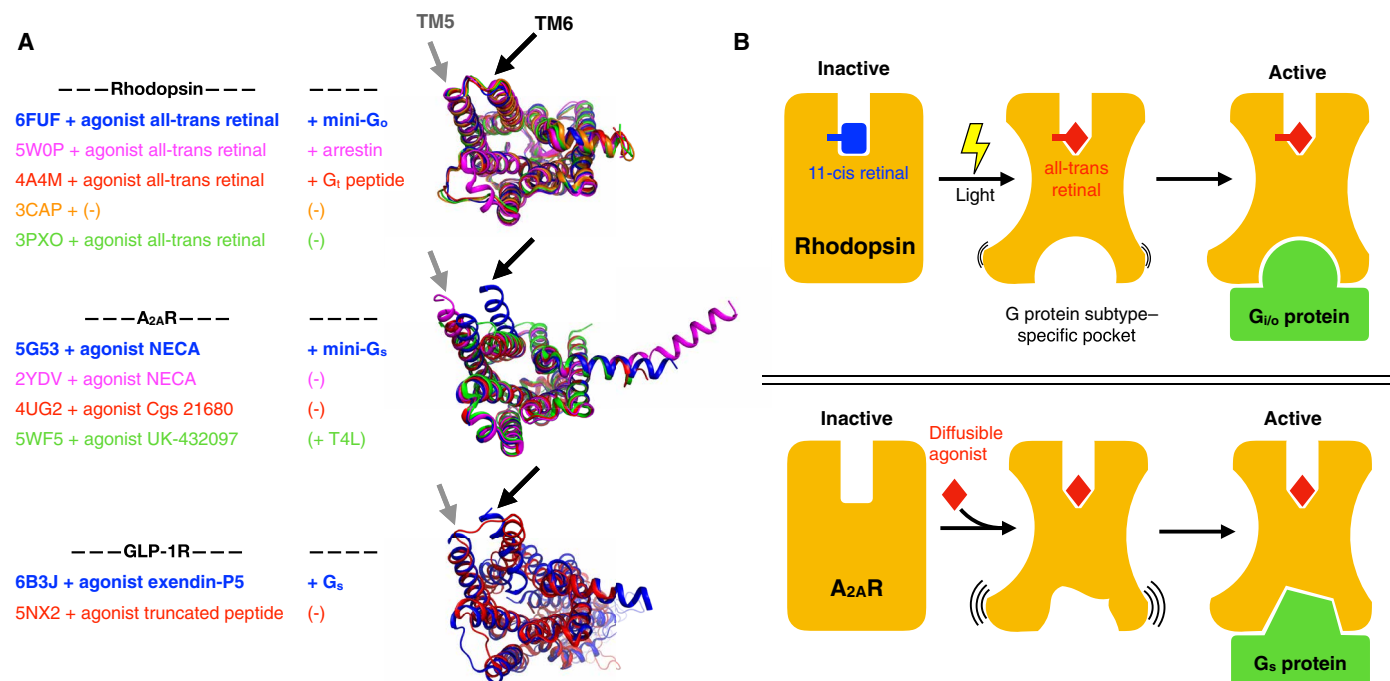 A
TM5
TM6
– – –Rhodopsin– – – – – – –
6FUF + agonist all-trans retinal + mini-Gₒ
5W0P + agonist all-trans retinal + arrestin
4A4M + agonist all-trans retinal + Gₜ peptide
3CAP + (-) (-)
3PXO + agonist all-trans retinal (-)
– – –A₂ₐR– – – – – – –
5G53 + agonist NECA + mini-Gₛ
2YDV + agonist NECA (-)
4UG2 + agonist Cgs 21680 (-)
5WF5 + agonist UK-432097 (+ T4L)
– – –GLP-1R– – – – – – –
6B3J + agonist exendin-P5 + Gₛ
5NX2 + agonist truncated peptide (-)
B
Inactive
Active
11-cis retinal
Light
all-trans
retinal
Rhodopsin
G protein subtype–
specific pocket
Gi/o protein
Inactive
Active
Diffusible
agonist
A₂ₐR
Gₛ protein